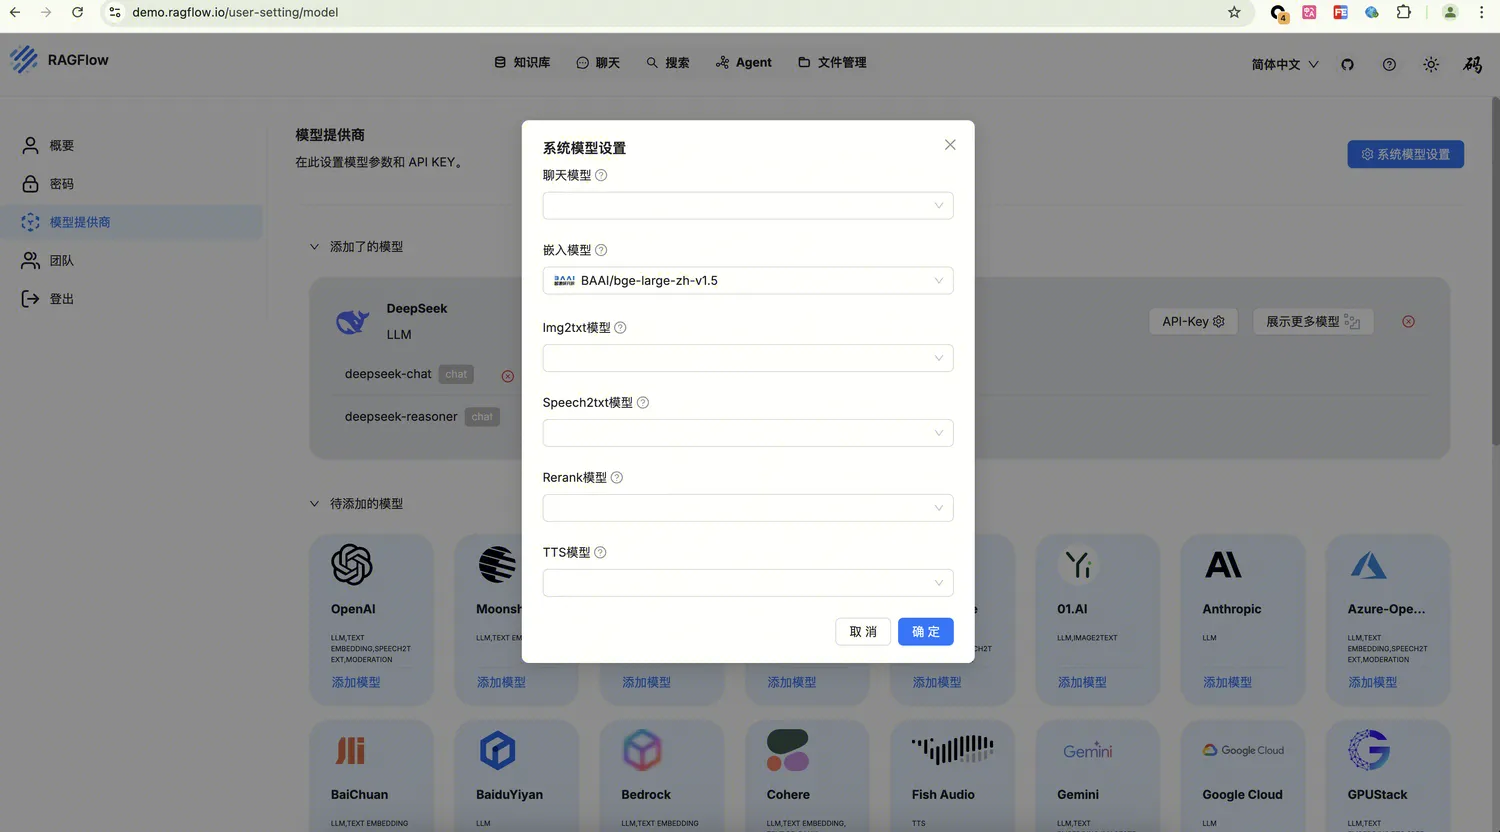 demo.ragflow.io/user-setting/model
4
RAGFlow
知识库
聊天
搜索
Agent
文件管理
简体中文
码
概要
密码
模型提供商
团队
登出
模型提供商
在此设置模型参数和 API KEY。
系统模型设置
添加了的模型
DeepSeek
LLM
API-Key
展示更多模型
deepseek-chat chat
deepseek-reasoner chat
系统模型设置
聊天模型
嵌入模型
BAAI
BAAI/bge-large-zh-v1.5
Img2txt模型
Speech2txt模型
Rerank模型
TTS模型
取 消
确 定
待添加的模型
OpenAI
LLM,TEXT
EMBEDDING,SPEECH2T
EXT,MODERATION
添加模型
Moonsh
LLM,TEXT EM
添加模型
添加模型
添加模型
添加模型
01.AI
LLM,IMAGE2TEXT
添加模型
Anthropic
LLM
添加模型
Azure-Ope...
LLM,TEXT
EMBEDDING,SPEECH2T
EXT,MODERATION
添加模型
BaiChuan
LLM,TEXT EMBEDDING
BaiduYiyan
LLM
Bedrock
LLM,TEXT EMBEDDING
Cohere
LLM,TEXT EMBEDDING,
Fish Audio
TTS
Gemini
Gemini
LLM,TEXT
Google Cloud
Google Cloud
LLM
GPUStack
LLM,TEXT